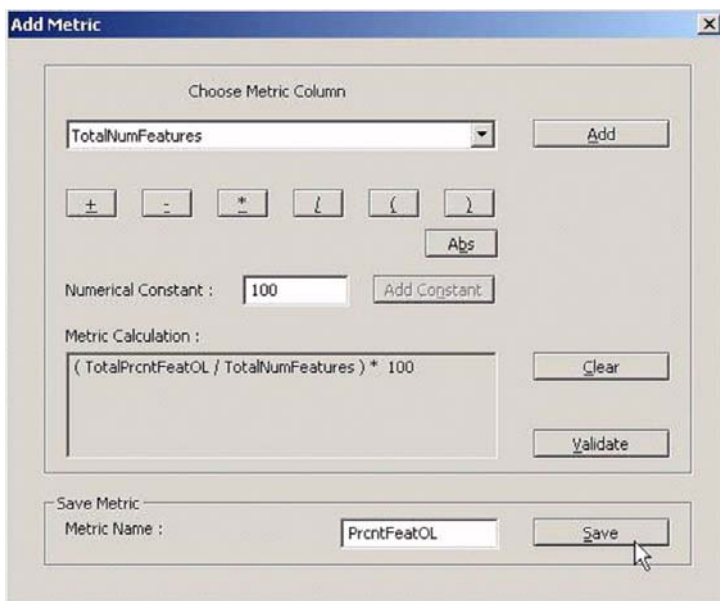 Add Metric
Choose Metric Column
TotalNumFeatures
Add
+ - * / ( )
Abs
Numerical Constant : 100 Add Constant
Metric Calculation :
( TotalPrcntFeatOL / TotalNumFeatures ) * 100
Clear
Validate
Save Metric
Metric Name : PrcntFeatOL Save